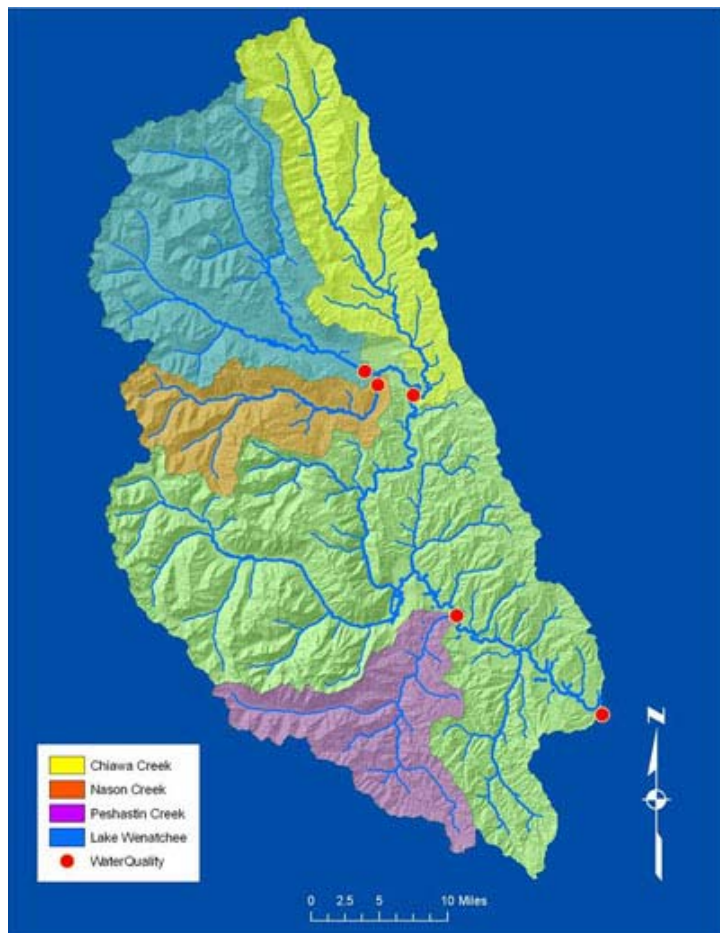 Chiawa Creek
Nason Creek
Peshastin Creek
Lake Wenatchee
WaterQuality
N
0 2.5 5 10 Miles